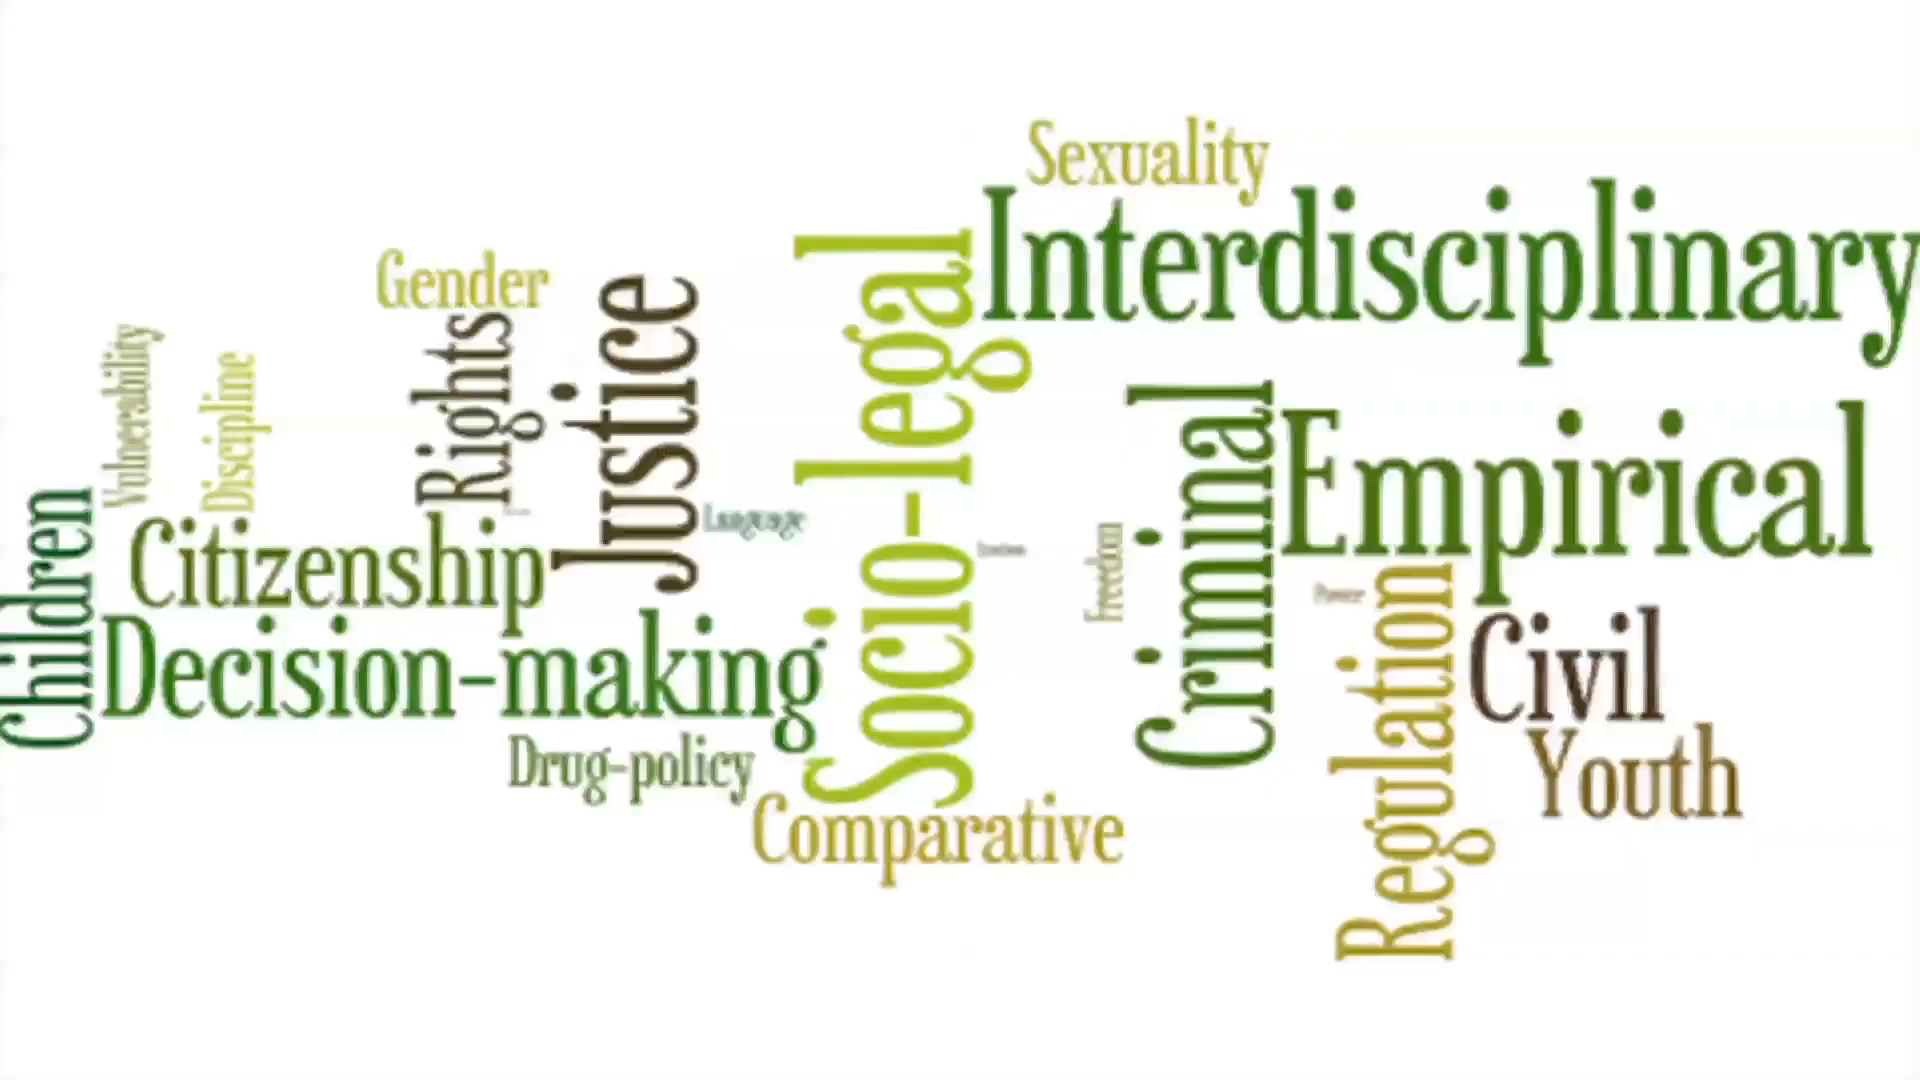 Sexuality
Interdisciplinary
Gender
Justice
Rights
Socio-legal
Vulnerability
Discipline
Criminal
Empirical
Children
Citizenship
Language
Freedom
Power
Decision-making
Regulation
Civil
Youth
Drug-policy
Comparative